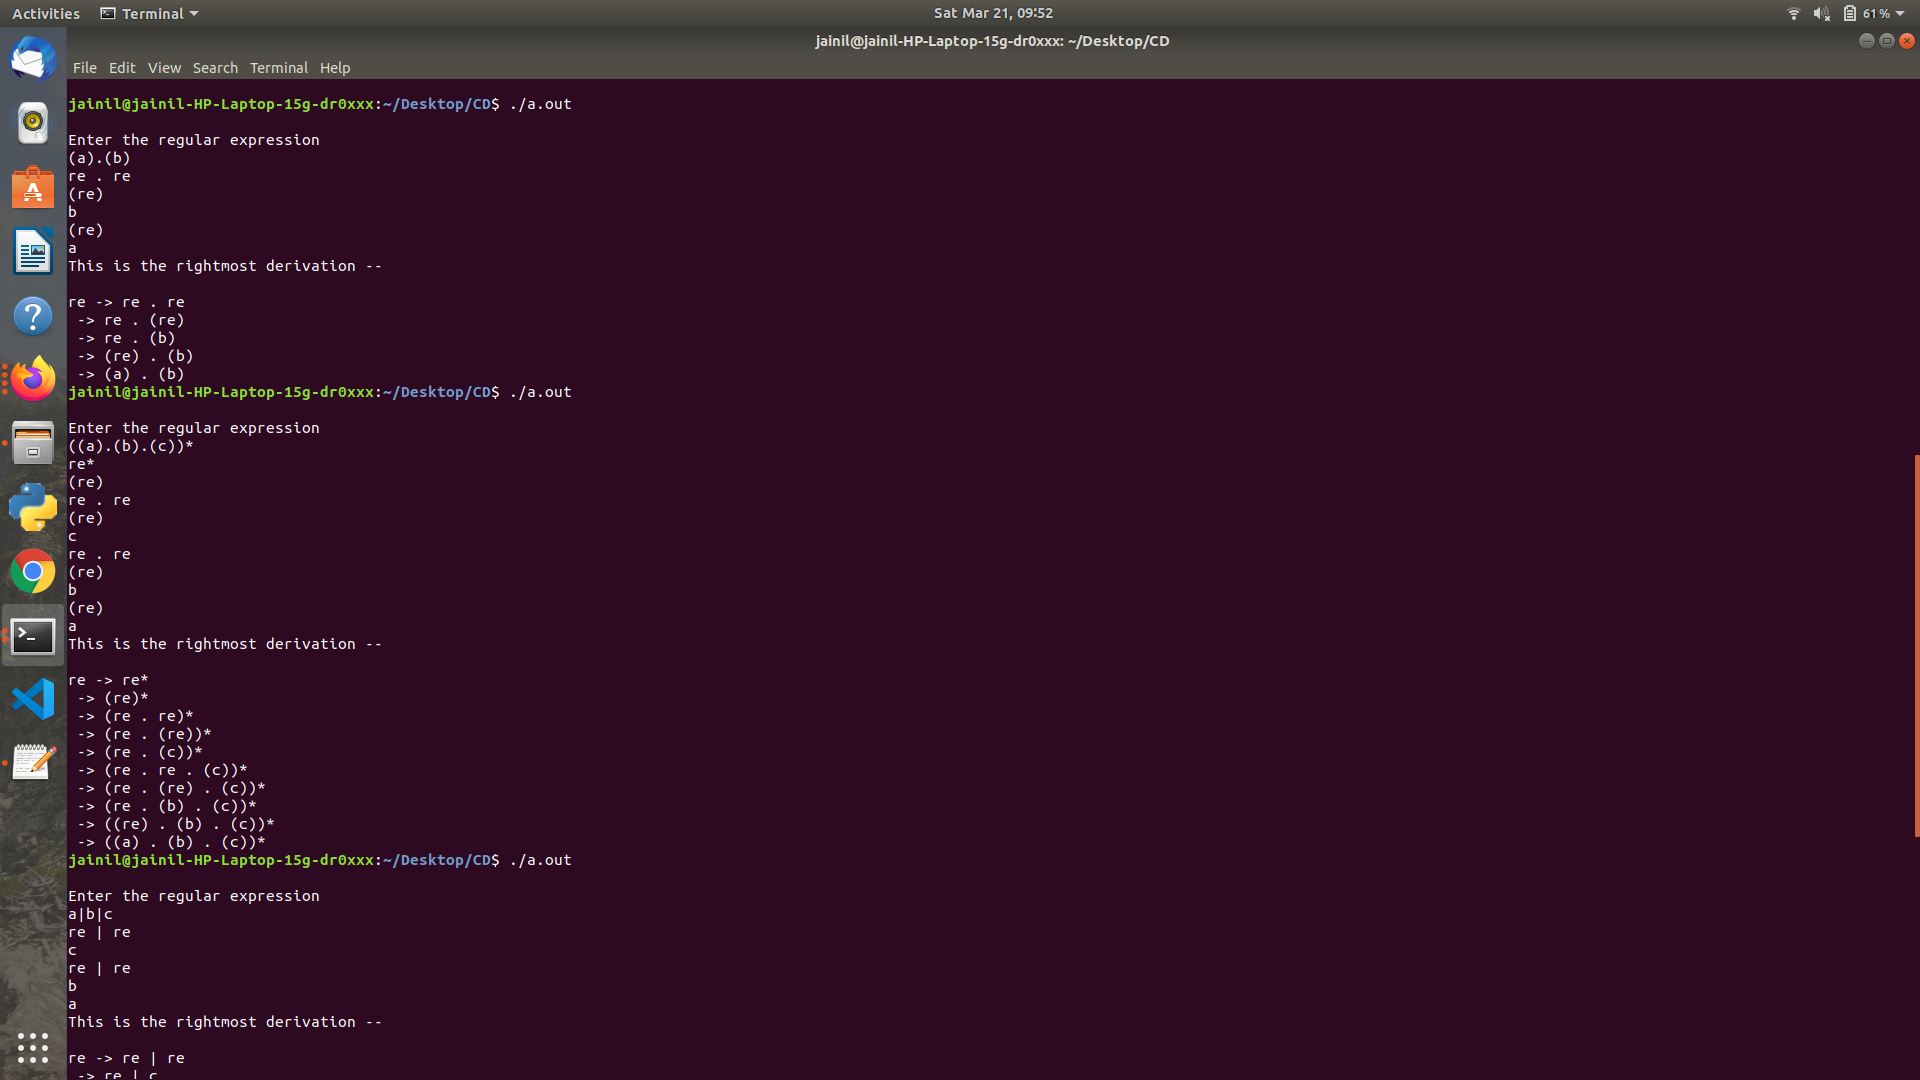 Activities Terminal Sat Mar 21, 09:52 61%
jainil@jainil-HP-Laptop-15g-dr0xxx: ~/Desktop/CD
File Edit View Search Terminal Help
jainil@jainil-HP-Laptop-15g-dr0xxx:~/Desktop/CD$ ./a.out
Enter the regular expression
(a).(b)
re . re
(re)
b
(re)
a
This is the rightmost derivation --
re -> re . re
-> re . (re)
-> re . (b)
-> (re) . (b)
-> (a) . (b)
jainil@jainil-HP-Laptop-15g-dr0xxx:~/Desktop/CD$ ./a.out
Enter the regular expression
((a).(b).(c))*
re*
(re)
re . re
(re)
c
re . re
(re)
b
(re)
a
This is the rightmost derivation --
re -> re*
-> (re)*
-> (re . re)*
-> (re . (re))*
-> (re . (c))*
-> (re . re . (c))*
-> (re . (re) . (c))*
-> (re . (b) . (c))*
-> ((re) . (b) . (c))*
-> ((a) . (b) . (c))*
jainil@jainil-HP-Laptop-15g-dr0xxx:~/Desktop/CD$ ./a.out
Enter the regular expression
a|b|c
re | re
c
re | re
b
a
This is the rightmost derivation --
re -> re | re
-> re | c